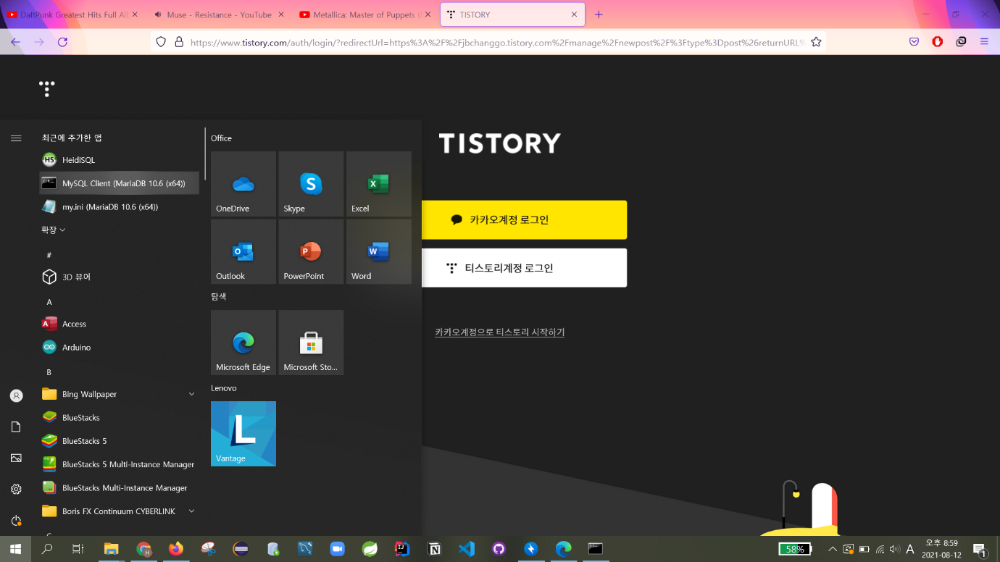 DaftPunk Greatest Hits Full Alb
Muse - Resistance - YouTube
Metallica: Master of Puppets (
TISTORY
https://www.tistory.com/auth/login/?redirectUrl=https%3A%2F%2Fjbchanggo.tistory.com%2Fmanage%2Fnewpost%2F%3Ftype%3Dpost%26returnURL%
TISTORY
카카오계정 로그인
티스토리계정 로그인
카카오계정으로 티스토리 시작하기
최근에 추가한 앱
HS
HeidiSQL
MySQL Client (MariaDB 10.6 (x64))
my.ini (MariaDB 10.6 (x64))
확장
#
3D 뷰어
A
Access
Arduino
B
Bing Wallpaper
BlueStacks
BlueStacks 5
BlueStacks 5 Multi-Instance Manager
BlueStacks Multi-Instance Manager
Boris FX Continuum CYBERLINK
Office
OneDrive
Skype
Excel
Outlook
PowerPoint
Word
탐색
Microsoft Edge
Microsoft Sto...
Lenovo
L
Vantage
58%
A
오후 8:59
2021-08-12
1